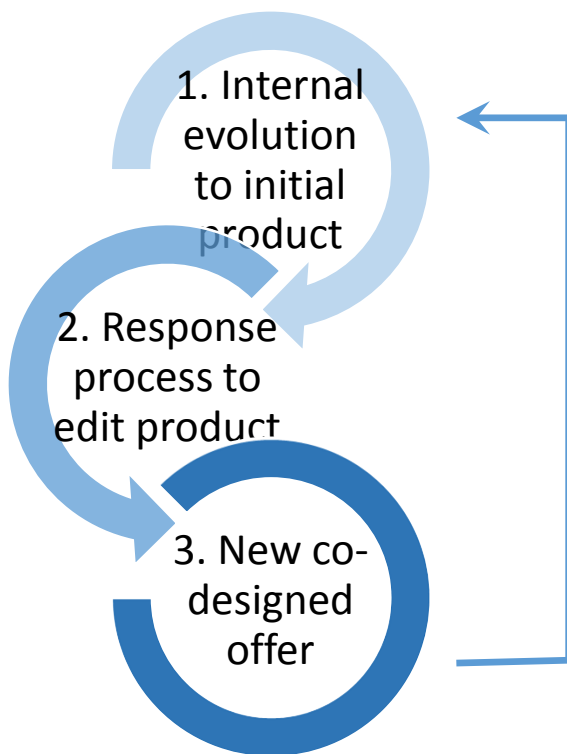 1. Internal
evolution
to initial
product
2. Response
process to
edit product
3. New co-
designed
offer